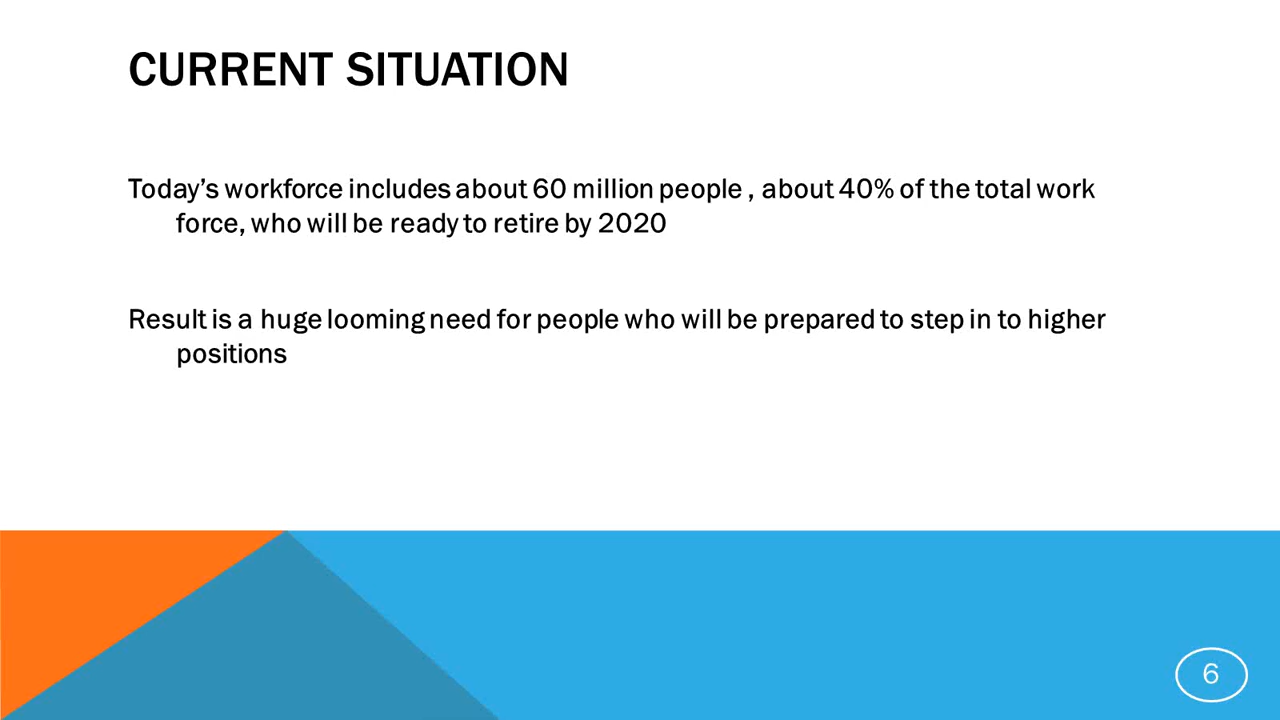 CURRENT SITUATION
Today’s workforce includes about 60 million people , about 40% of the total work
force, who will be ready to retire by 2020
Result is a huge looming need for people who will be prepared to step in to higher
positions
6